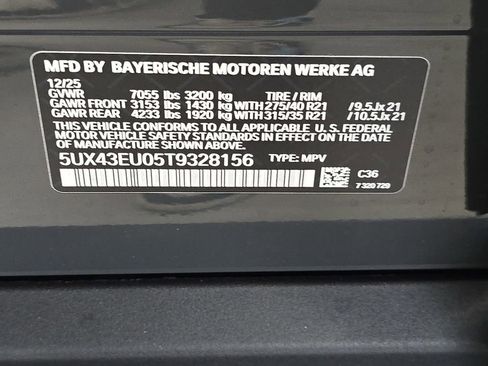 MFD BY BAYERISCHE MOTOREN WERKE AG
12/25
GVWR 7055 lbs 3200 kg TIRE / RIM
GAWR FRONT 3153 lbs 1430 kg WITH 275/40 R21 /9.5Jx21
GAWR REAR 4233 lbs 1920 kg WITH 315/35 R21 /10.5Jx21
THIS VEHICLE CONFORMS TO ALL APPLICABLE U. S. FEDERAL
MOTOR VEHICLE SAFETY STANDARDS IN EFFECT ON THE
DATE OF MANUFACTURE SHOWN ABOVE.
5UX43EU05T9328156 TYPE: MPV
C36
7 320 729